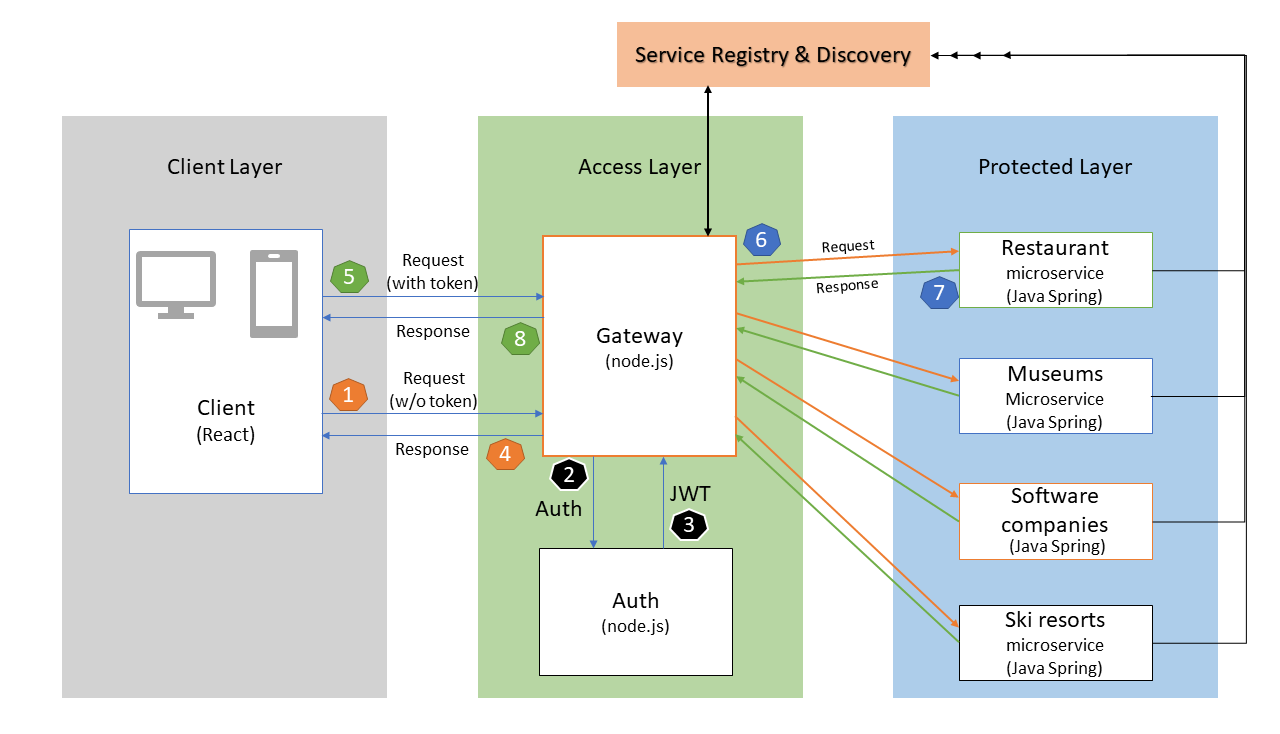 Service Registry & Discovery
Client Layer
Access Layer
Protected Layer
5
Request
(with token)
Response
8
1
Request
(w/o token)
Response
4
Client
(React)
Gateway
(node.js)
2
Auth
JWT
3
Auth
(node.js)
6
Request
Response
7
Restaurant
microservice
(Java Spring)
Museums
Microservice
(Java Spring)
Software
companies
(Java Spring)
Ski resorts
microservice
(Java Spring)